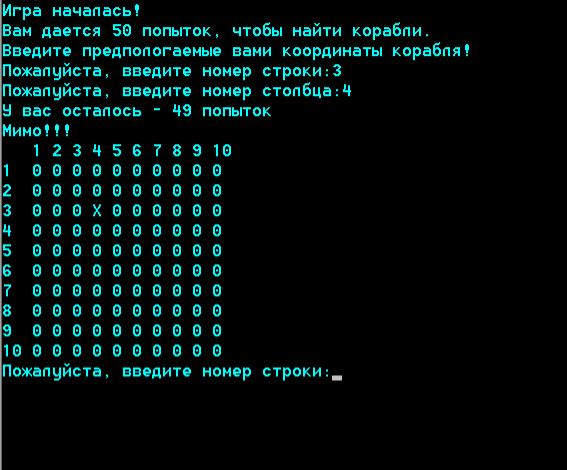 Игра началась!
Вам дается 50 попыток, чтобы найти корабли.
Введите предпологаемые вами координаты корабля!
Пожалуйста, введите номер строки:3
Пожалуйста, введите номер столбца:4
У вас осталось - 49 попыток
Мимо!!!
1 2 3 4 5 6 7 8 9 10
1 0 0 0 0 0 0 0 0 0 0
2 0 0 0 0 0 0 0 0 0 0
3 0 0 0 X 0 0 0 0 0 0
4 0 0 0 0 0 0 0 0 0 0
5 0 0 0 0 0 0 0 0 0 0
6 0 0 0 0 0 0 0 0 0 0
7 0 0 0 0 0 0 0 0 0 0
8 0 0 0 0 0 0 0 0 0 0
9 0 0 0 0 0 0 0 0 0 0
10 0 0 0 0 0 0 0 0 0 0
Пожалуйста, введите номер строки:_